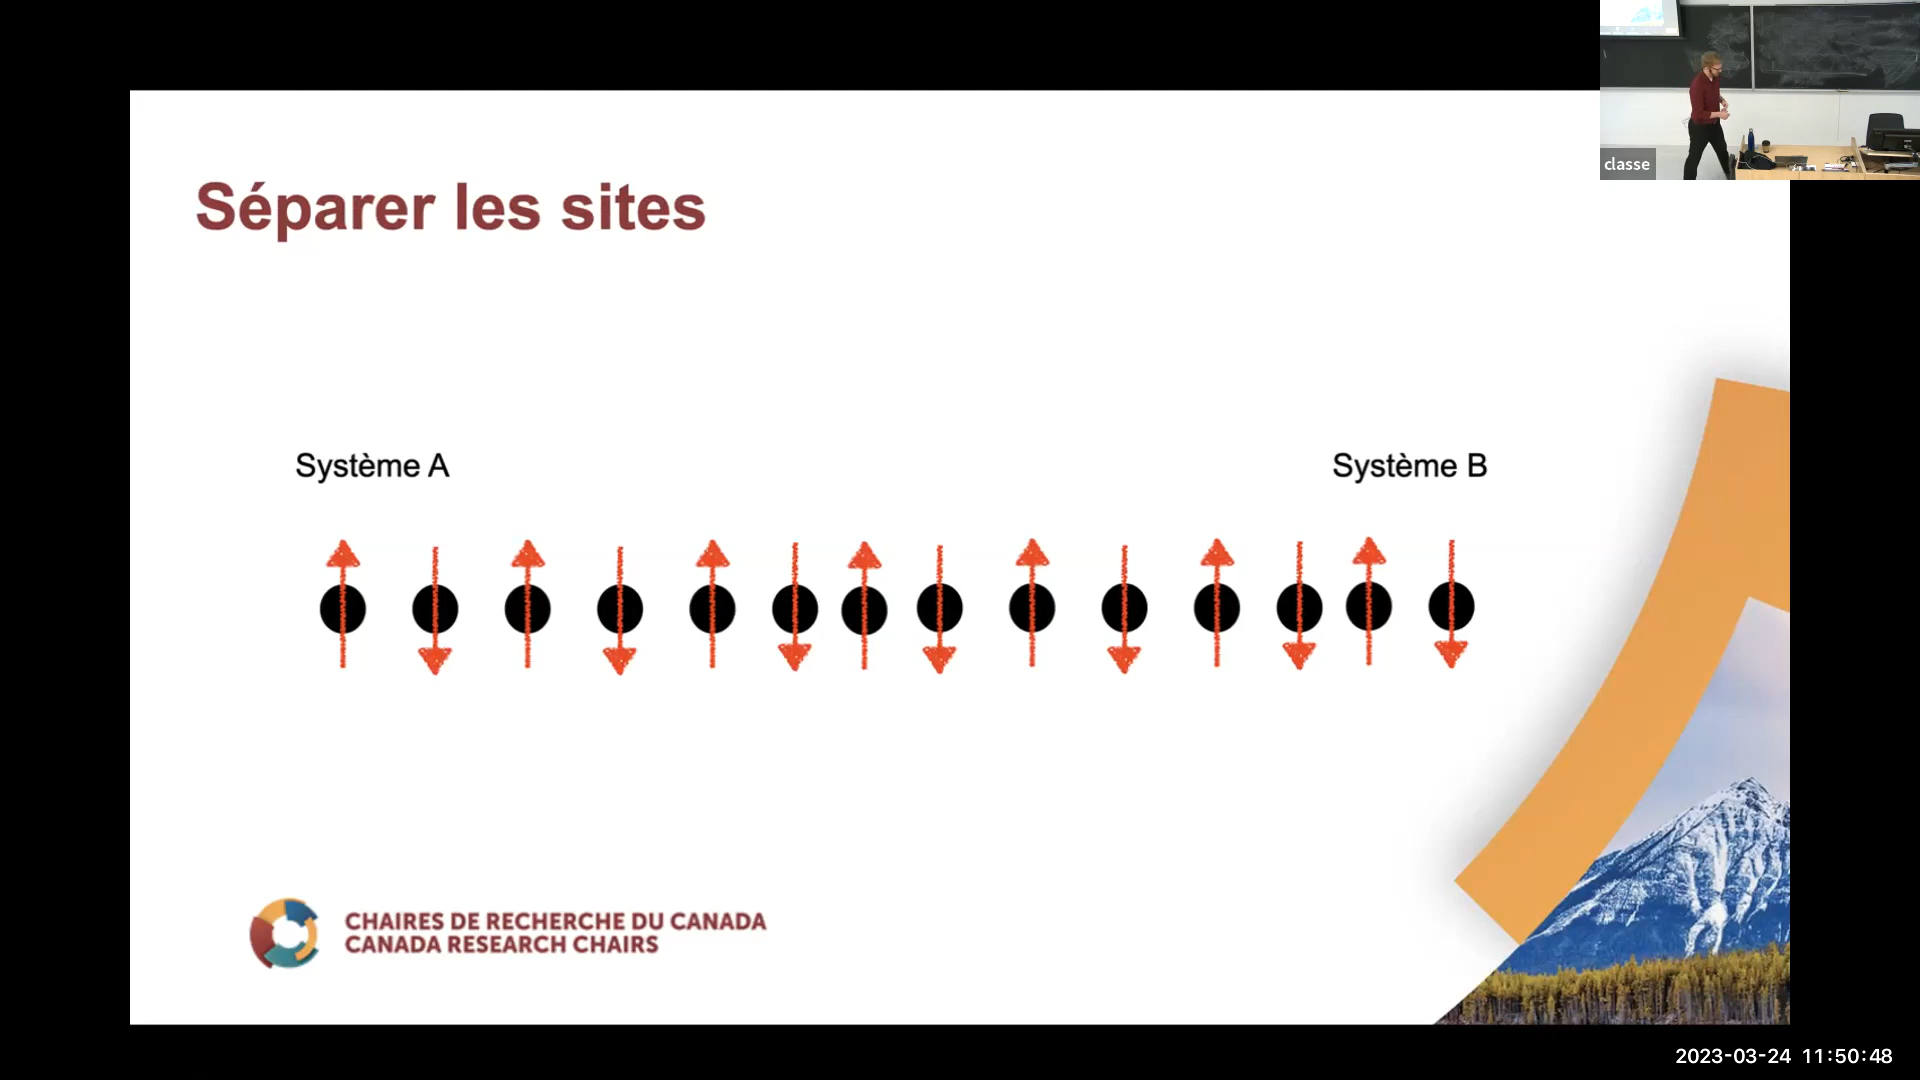 classe
Séparer les sites
Système A
Système B
CHAIRES DE RECHERCHE DU CANADA
CANADA RESEARCH CHAIRS
2023-03-24 11:50:48